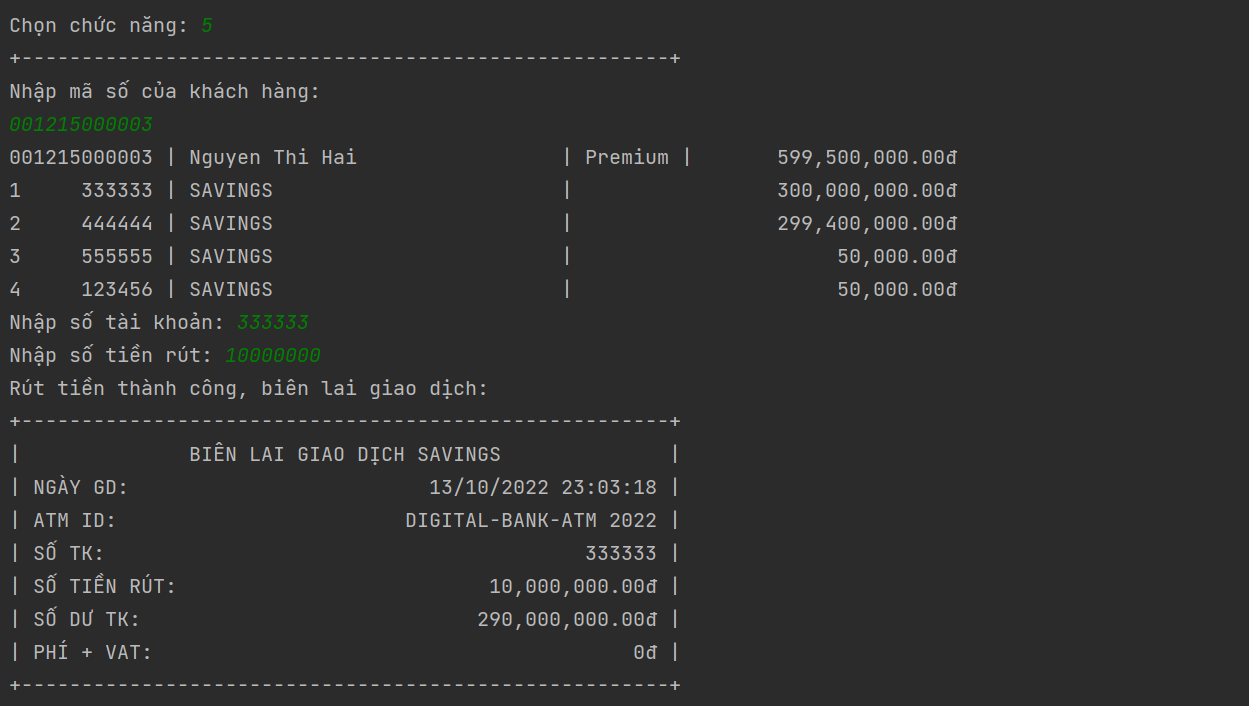 Chọn chức năng: 5
+------------------------------------------------------+
Nhập mã số của khách hàng:
001215000003
001215000003 | Nguyen Thi Hai                 | Premium |       599,500,000.00đ
1     333333 | SAVINGS                        |                 300,000,000.00đ
2     444444 | SAVINGS                        |                 299,400,000.00đ
3     555555 | SAVINGS                        |                      50,000.00đ
4     123456 | SAVINGS                        |                      50,000.00đ
Nhập số tài khoản: 333333
Nhập số tiền rút: 10000000
Rút tiền thành công, biên lai giao dịch:
+------------------------------------------------------+
|              BIÊN LAI GIAO DỊCH SAVINGS              |
| NGÀY GD:                         13/10/2022 23:03:18 |
| ATM ID:                        DIGITAL-BANK-ATM 2022 |
| SỐ TK:                                        333333 |
| SỐ TIỀN RÚT:                          10,000,000.00đ |
| SỐ DƯ TK:                            290,000,000.00đ |
| PHÍ + VAT:                                        0đ |
+------------------------------------------------------+